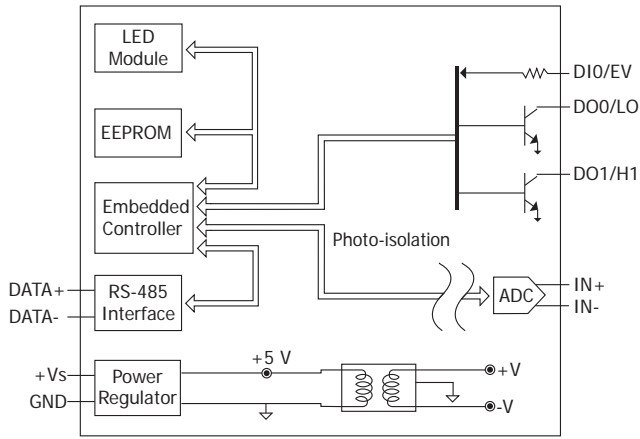 LED
Module
EEPROM
Embedded
Controller
RS-485
Interface
DATA+
DATA-
Power
Regulator
+Vs
GND
+5 V
Photo-isolation
DI0/EV
DO0/LO
DO1/H1
ADC
IN+
IN-
+V
-V